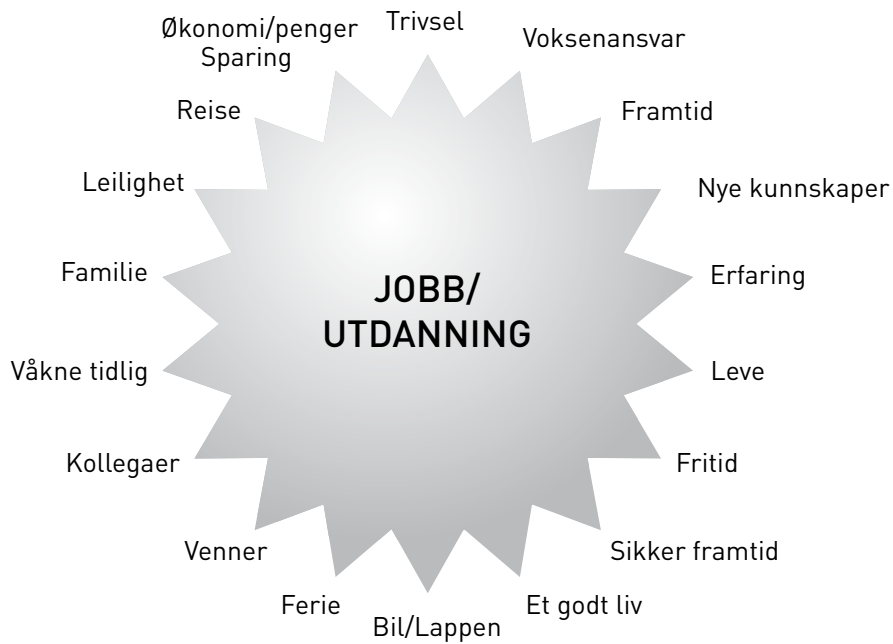 Trivsel
Voksenansvar
Framtid
Nye kunnskaper
Erfaring
Leve
Fritid
Sikker framtid
Et godt liv
Bil/Lappen
Ferie
Venner
Kollegaer
Våkne tidlig
Familie
Leilighet
Reise
Økonomi/penger
Sparing
JOBB/
UTDANNING